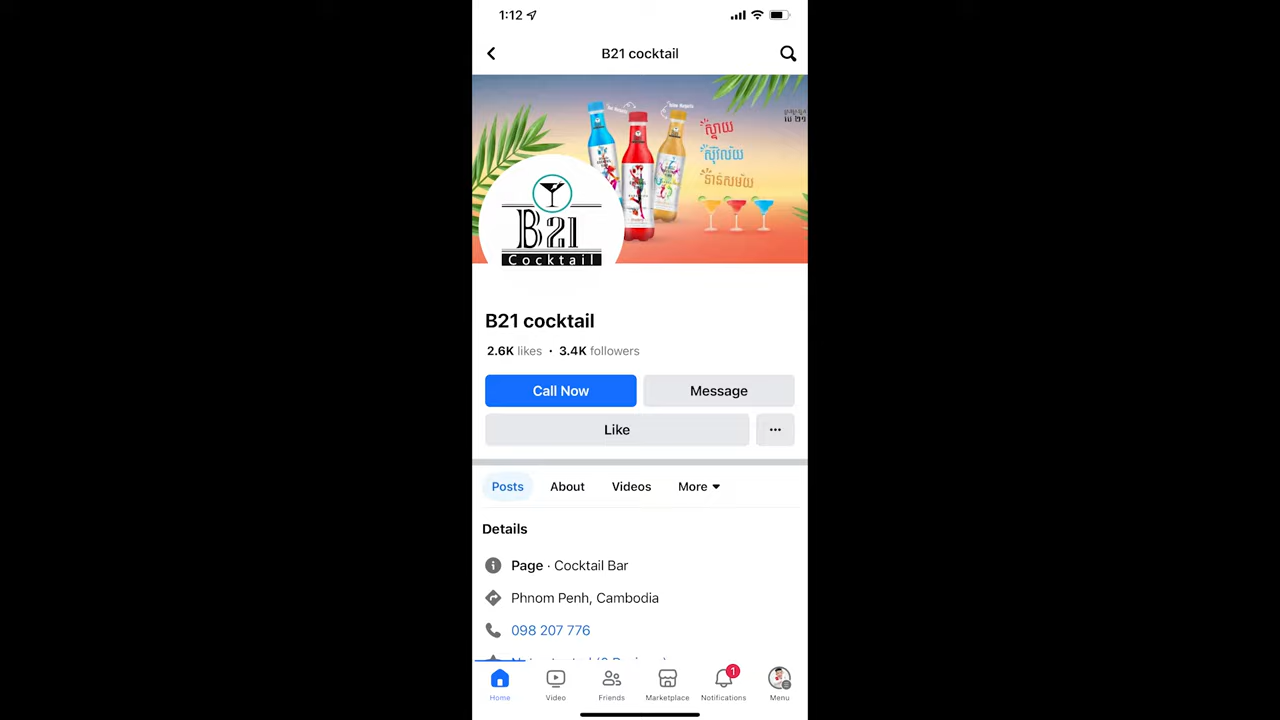 1:12
B21 cocktail
ស្នាយ
ស៊ីវិល័យ
ទាន់សម័យ
B21
Cocktail
B21 cocktail
2.6K likes · 3.4K followers
Call Now
Message
Like
Posts
About
Videos
More
Details
Page · Cocktail Bar
Phnom Penh, Cambodia
098 207 776
Home
Video
Friends
Marketplace
1
Notifications
Menu